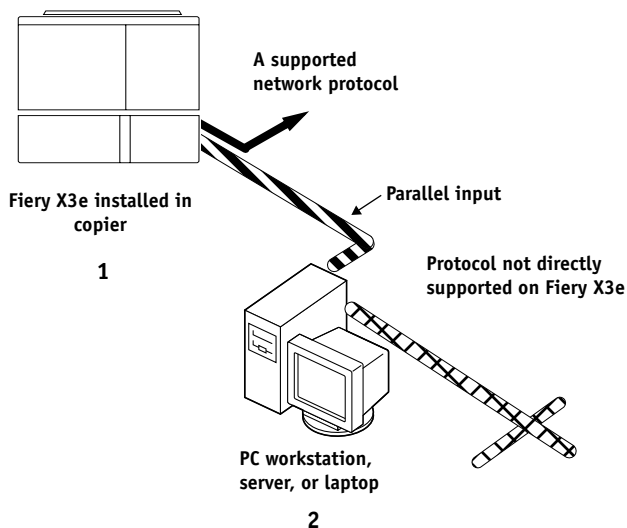 A supported
network protocol
Parallel input
Fiery X3e installed in
copier
1
Protocol not directly
supported on Fiery X3e
PC workstation,
server, or laptop
2